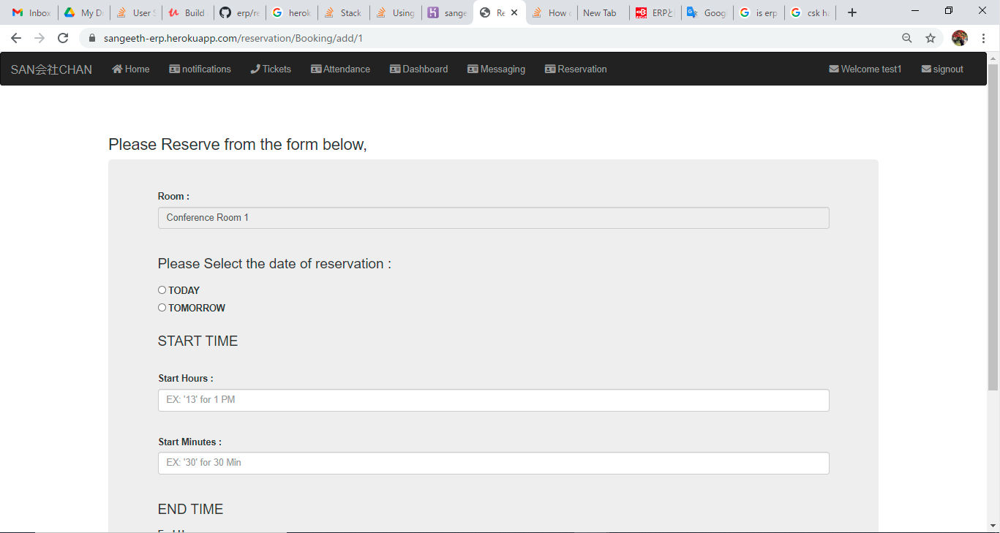 Inbox My Dr User S Build erp/re herok Stack Using sange Re How New Tab ERPと Goog is erp csk ha
sangeeth-erp.herokuapp.com/reservation/Booking/add/1
SAN会社CHAN Home notifications Tickets Attendance Dashboard Messaging Reservation Welcome test1 signout
Please Reserve from the form below,
Room :
Conference Room 1
Please Select the date of reservation :
TODAY
TOMORROW
START TIME
Start Hours :
EX: '13' for 1 PM
Start Minutes :
EX: '30' for 30 Min
END TIME